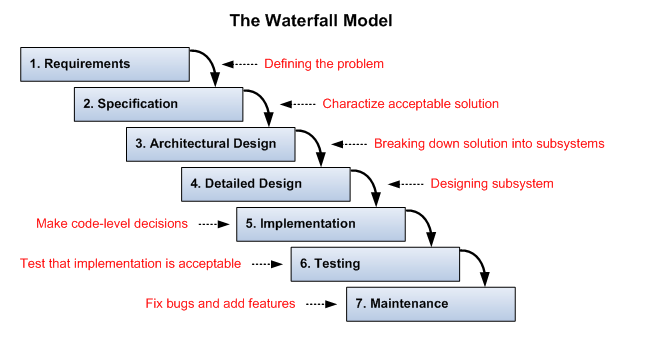 The Waterfall Model
1. Requirements
Defining the problem
2. Specification
Charactize acceptable solution
3. Architectural Design
Breaking down solution into subsystems
4. Detailed Design
Designing subsystem
Make code-level decisions
5. Implementation
Test that implementation is acceptable
6. Testing
Fix bugs and add features
7. Maintenance